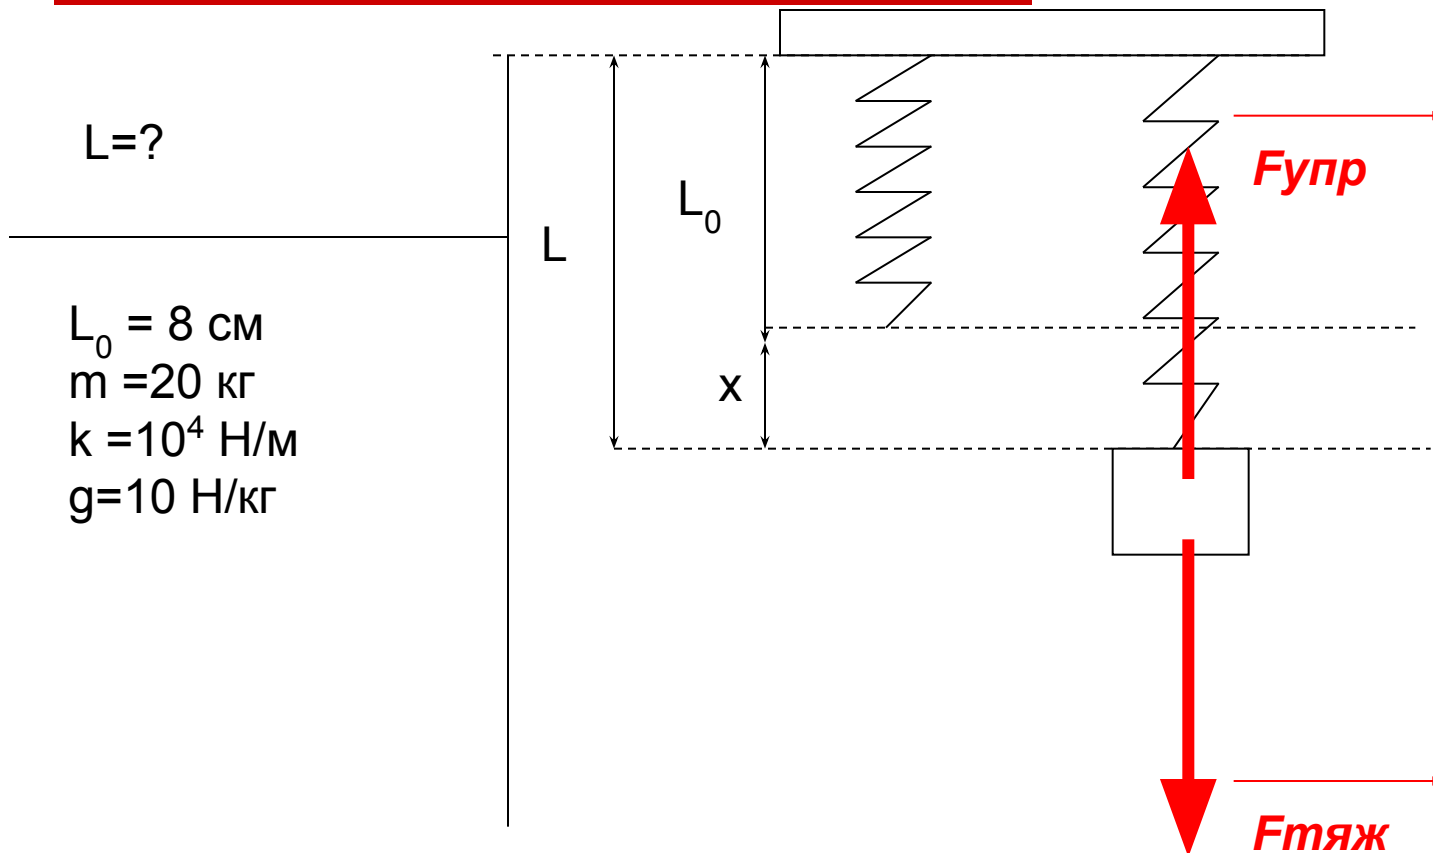 L=?
L₀ = 8 см
m =20 кг
k =10⁴ Н/м
g=10 Н/кг
L
L₀
x
Fупр
Fтяж